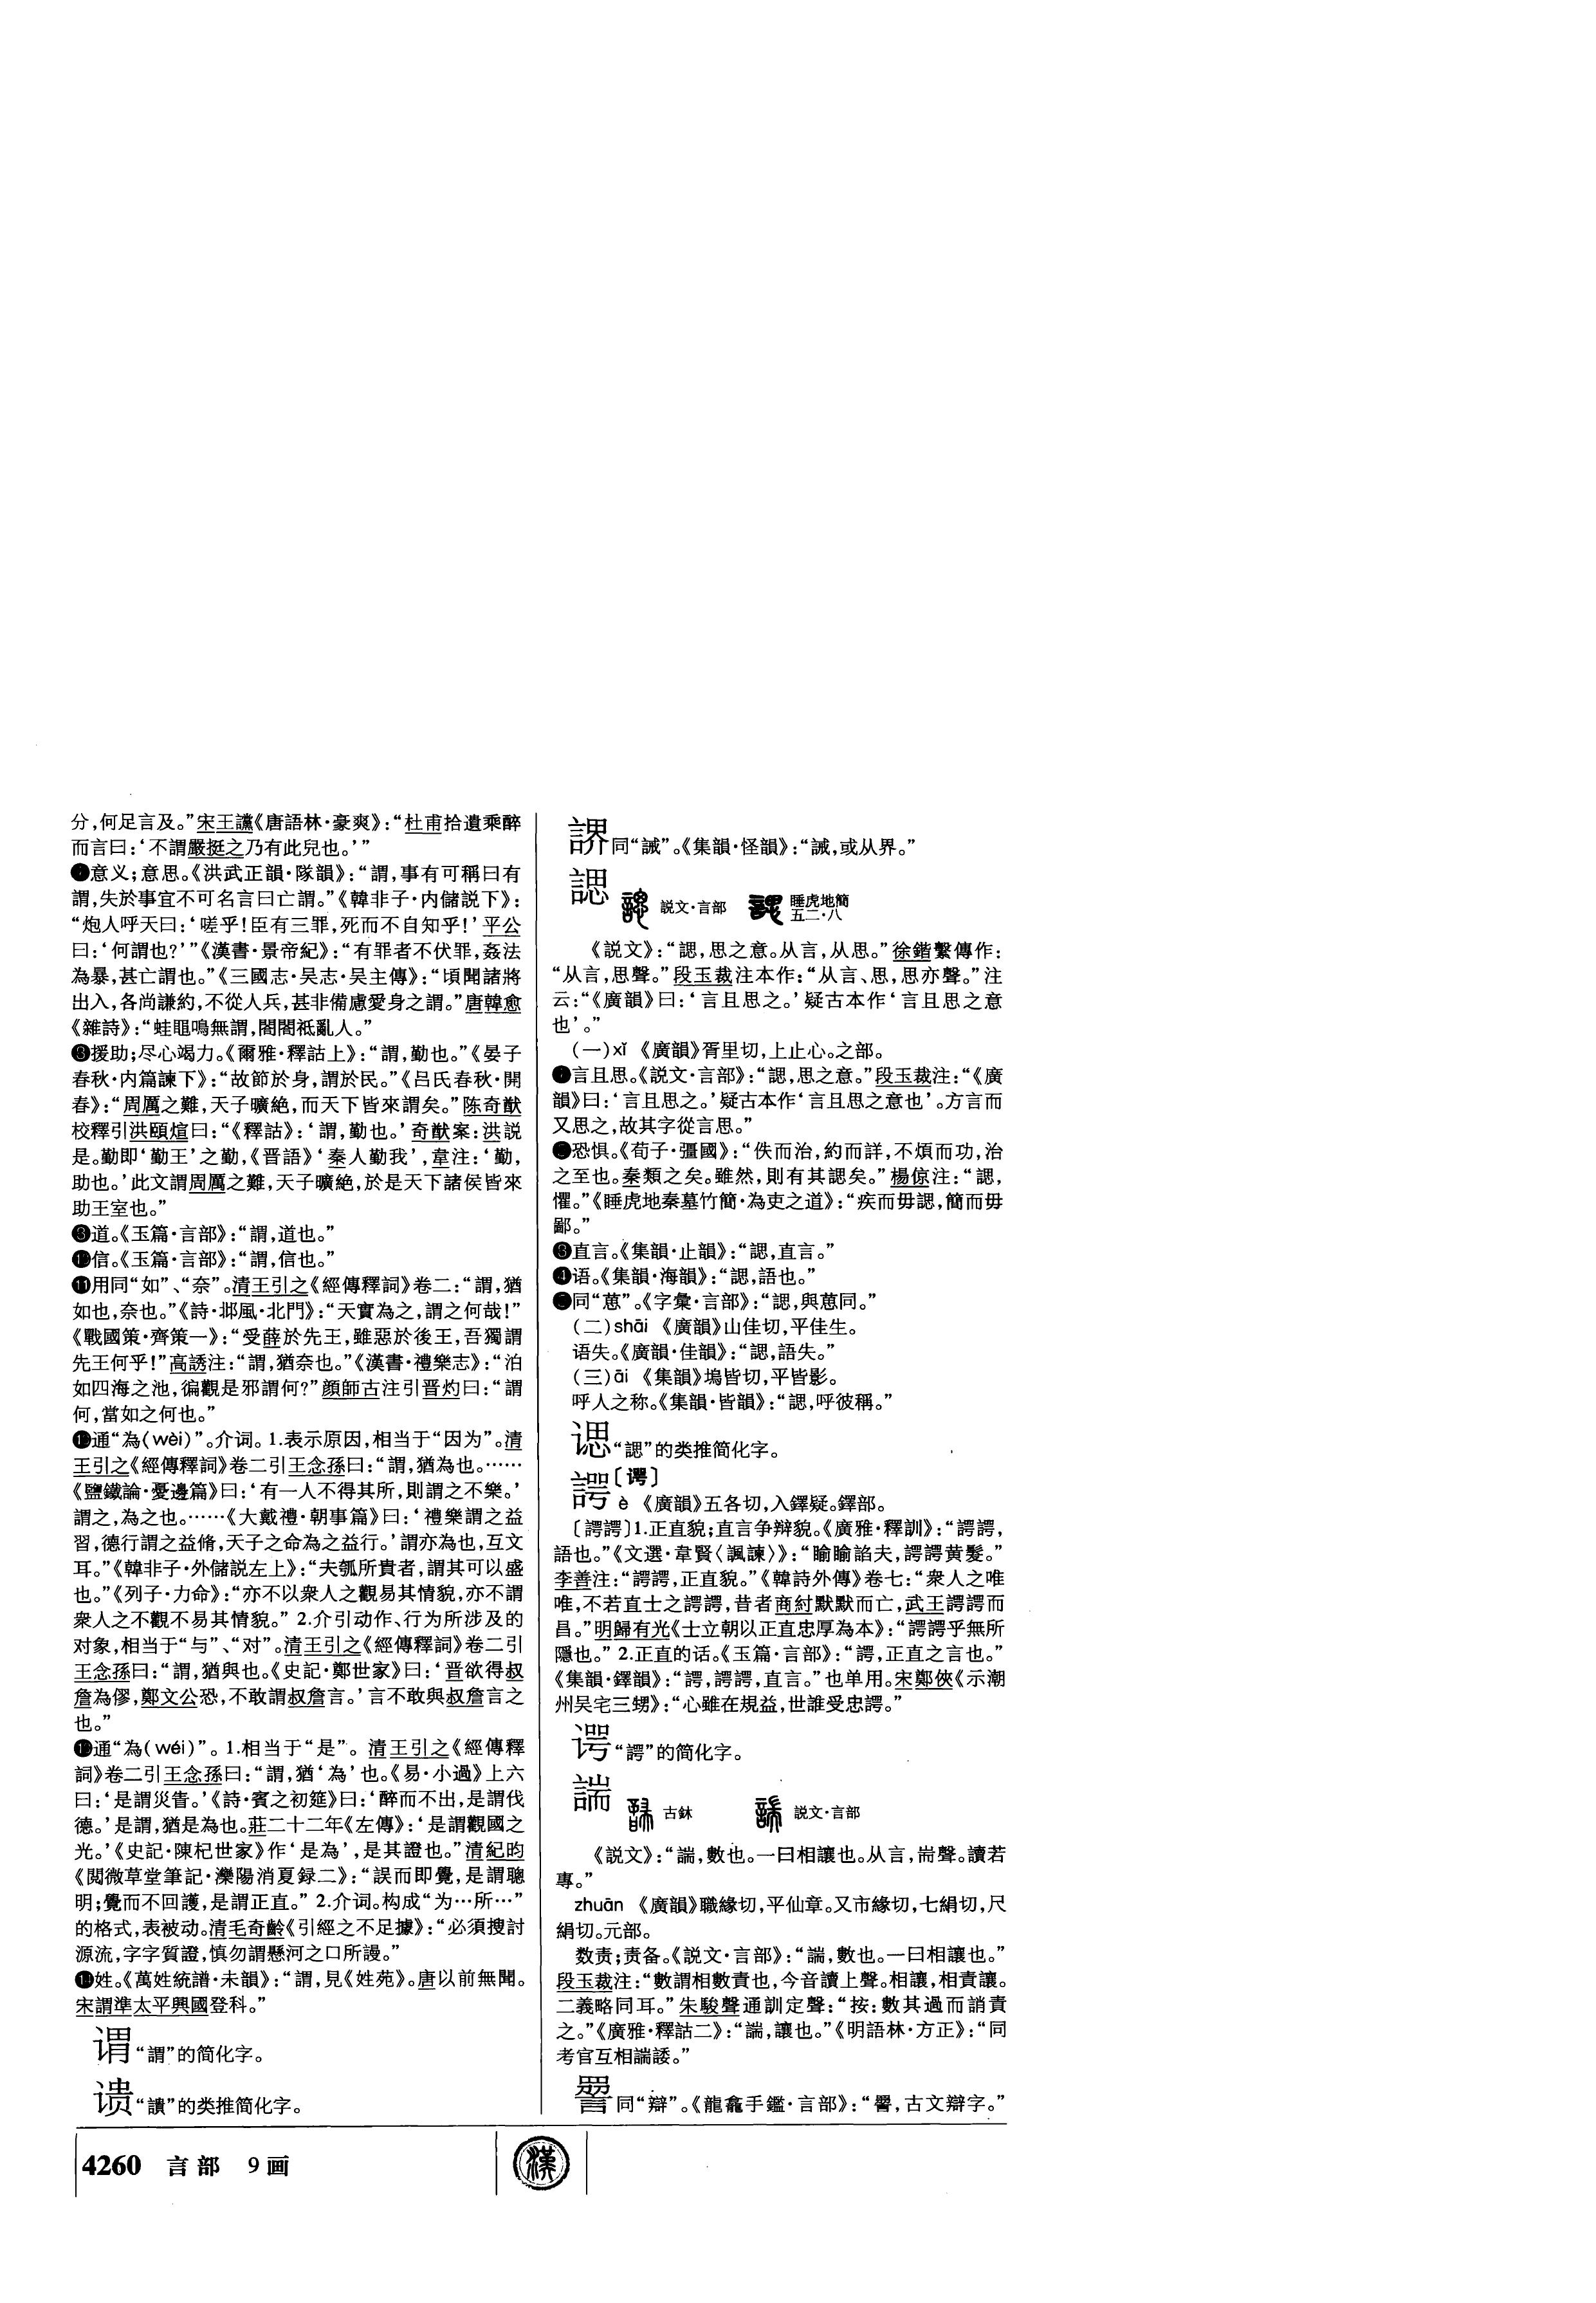 分,何足言及。”宋王讜《唐語林·豪爽》:“杜甫拾遺乘醉
而言曰:‘不謂嚴挺之乃有此兒也。’”
❼意义;意思。《洪武正韻·隊韻》:“謂,事有可稱曰有
謂,失於事宜不可名言曰亡謂。”《韓非子·内儲説下》:
“炮人呼天曰:‘嗟乎!臣有三罪,死而不自知乎!’平公
曰:‘何謂也?’”《漢書·景帝紀》:“有罪者不伏罪,姦法
為暴,甚亡謂也。”《三國志·吴志·吴主傳》:“頃聞諸將
出入,各尚謙約,不從人兵,甚非備慮愛身之謂。”唐韓愈
《雜詩》:“蛙黽鳴無謂,閤閤祗亂人。”
❽援助;尽心竭力。《爾雅·釋詁上》:“謂,勤也。”《晏子
春秋·内篇諫下》:“故節於身,謂於民。”《吕氏春秋·開
春》:“周厲之難,天子曠絶,而天下皆來謂矣。”陈奇猷
校釋引洪頤煊曰:“《釋詁》:‘謂,勤也。’奇猷案:洪説
是。勤即‘勤王’之勤,《晋語》‘秦人勤我’,韋注:‘勤,
助也。’此文謂周厲之難,天子曠絶,於是天下諸侯皆來
助王室也。”
❾道。《玉篇·言部》:“謂,道也。”
❿信。《玉篇·言部》:“謂,信也。”
⓫用同“如”、“奈”。清王引之《經傳釋詞》卷二:“謂,猶
如也,奈也。”《詩·邶風·北門》:“天實為之,謂之何哉!”
《戰國策·齊策一》:“受薛於先王,雖惡於後王,吾獨謂
先王何乎!”高誘注:“謂,猶奈也。”《漢書·禮樂志》:“泊
如四海之池,徧觀是邪謂何?”顔師古注引晋灼曰:“謂
何,當如之何也。”
⓬通“為(wèi)”。介词。1.表示原因,相当于“因为”。清
王引之《經傳釋詞》卷二引王念孫曰:“謂,猶為也。……
《鹽鐵論·憂邊篇》曰:‘有一人不得其所,則謂之不樂。’
謂之,為之也。……《大戴禮·朝事篇》曰:‘禮樂謂之益
習,德行謂之益脩,天子之命為之益行。’謂亦為也,互文
耳。”《韓非子·外儲説左上》:“夫瓠所貴者,謂其可以盛
也。”《列子·力命》:“亦不以衆人之觀易其情貌,亦不謂
衆人之不觀不易其情貌。” 2.介引动作、行为所涉及的
对象,相当于“与”、“对”。清王引之《經傳釋詞》卷二引
王念孫曰:“謂,猶與也。《史記·鄭世家》曰:‘晋欲得叔
詹為僇,鄭文公恐,不敢謂叔詹言。’言不敢與叔詹言之
也。”
⓭通“為(wéi)”。1.相当于“是”。清王引之《經傳釋
詞》卷二引王念孫曰:“謂,猶‘為’也。《易·小過》上六
曰:‘是謂災眚。’《詩·賓之初筵》曰:‘醉而不出,是謂伐
德。’是謂,猶是為也。莊二十二年《左傳》:‘是謂觀國之
光。’《史記·陳杞世家》作‘是為’,是其證也。”清紀昀
《閲微草堂筆記·灤陽消夏録二》:“誤而即覺,是謂聰
明;覺而不回護,是謂正直。” 2.介词。构成“为…所…”
的格式,表被动。清毛奇齡《引經之不足據》:“必須搜討
源流,字字質證,慎勿謂懸河之口所謾。”
⓮姓。《萬姓統譜·未韻》:“謂,見《姓苑》。唐以前無聞。
宋謂準太平興國登科。”
谓“謂”的简化字。
䜋“讃”的类推简化字。
䛺同“誡”。《集韻·怪韻》:“誡,或从界。”
諰 説文·言部 睡虎地簡
五二·八
《説文》:“諰,思之意。从言,从思。”徐鍇繫傳作:
“从言,思聲。”段玉裁注本作:“从言、思,思亦聲。”注
云:“《廣韻》曰:‘言且思之。’疑古本作‘言且思之意
也’。”
(一)xǐ 《廣韻》胥里切,上止心。之部。
❶言且思。《説文·言部》:“諰,思之意。”段玉裁注:“《廣
韻》曰:‘言且思之。’疑古本作‘言且思之意也’。方言而
又思之,故其字從言思。”
❷恐惧。《荀子·彊國》:“佚而治,約而詳,不煩而功,治
之至也。秦類之矣。雖然,則有其諰矣。”楊倞注:“諰,
懼。”《睡虎地秦墓竹簡·為吏之道》:“疾而毋諰,簡而毋
鄙。”
❸直言。《集韻·止韻》:“諰,直言。”
❹语。《集韻·海韻》:“諰,語也。”
❺同“葸”。《字彙·言部》:“諰,與葸同。”
(二)shāi 《廣韻》山佳切,平佳生。
语失。《廣韻·佳韻》:“諰,語失。”
(三)āi 《集韻》塢皆切,平皆影。
呼人之称。《集韻·皆韻》:“諰,呼彼稱。”
𰵦“諰”的类推简化字。
諤〔谔〕
è 《廣韻》五各切,入鐸疑。鐸部。
〔諤諤〕1.正直貌;直言争辩貌。《廣雅·釋訓》:“諤諤,
語也。”《文選·韋賢〈諷諫〉》:“睮睮諂夫,諤諤黄髮。”
李善注:“諤諤,正直貌。”《韓詩外傳》卷七:“衆人之唯
唯,不若直士之諤諤,昔者商紂默默而亡,武王諤諤而
昌。”明歸有光《士立朝以正直忠厚為本》:“諤諤乎無所
隱也。” 2.正直的话。《玉篇·言部》:“諤,正直之言也。”
《集韻·鐸韻》:“諤,諤諤,直言。”也单用。宋鄭俠《示潮
州吴宅三甥》:“心雖在規益,世誰受忠諤。”
谔“諤”的简化字。
諯 古鉢 説文·言部
《説文》:“諯,數也。一曰相讓也。从言,耑聲。讀若
專。”
zhuān 《廣韻》職緣切,平仙章。又市緣切,七絹切,尺
絹切。元部。
数责;责备。《説文·言部》:“諯,數也。一曰相讓也。”
段玉裁注:“數謂相數責也,今音讀上聲。相讓,相責讓。
二義略同耳。”朱駿聲通訓定聲:“按:數其過而誚責
之。”《廣雅·釋詁二》:“諯,讓也。”《明語林·方正》:“同
考官互相諯諉。”
同“辯”。《龍龕手鑑·言部》:“古文辯字。”
4260 言部 9画
漢